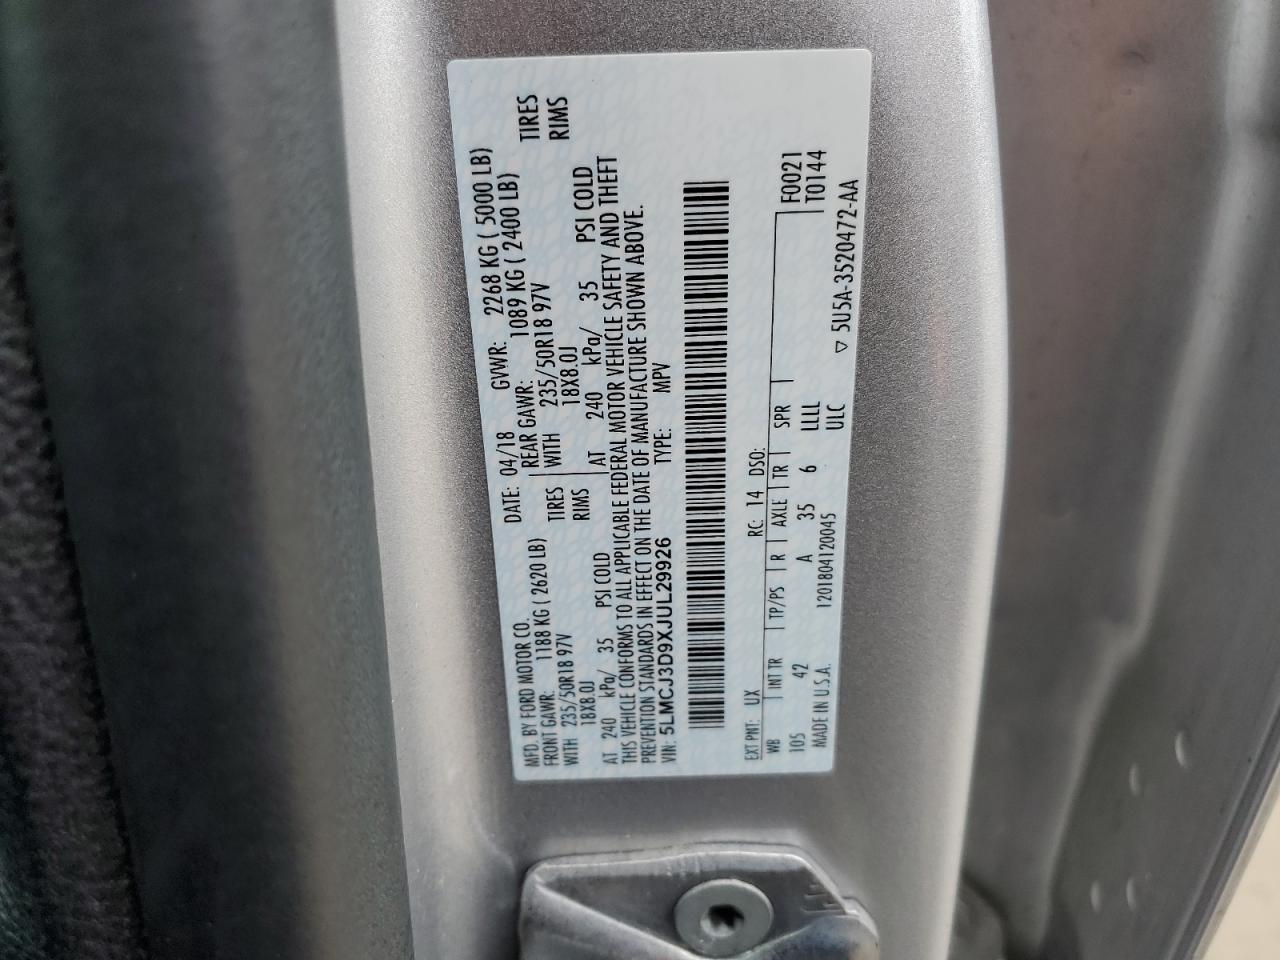 MFD. BY FORD MOTOR CO.
DATE: 04/18 GVWR: 2268 KG ( 5000 LB)
FRONT GAWR: 1188 KG ( 2620 LB) REAR GAWR: 1089 KG ( 2400 LB)
WITH 235/50R18 97V TIRES WITH 235/50R18 97V TIRES
18X8.0J RIMS 18X8.0J RIMS
AT 240 kPa/ 35 PSI COLD AT 240 kPa/ 35 PSI COLD
THIS VEHICLE CONFORMS TO ALL APPLICABLE FEDERAL MOTOR VEHICLE SAFETY AND THEFT
PREVENTION STANDARDS IN EFFECT ON THE DATE OF MANUFACTURE SHOWN ABOVE.
VIN: 5LMCJ3D9XJUL29926 TYPE: MPV
EXT PNT: UX RC: 14 DSO: F0021
WB INT TR TP/PS R AXLE TR SPR T0144
105 42 A 35 6 LLLL
MADE IN U.S.A. 1201804120045 ULC
▽ 5U5A-3520472-AA